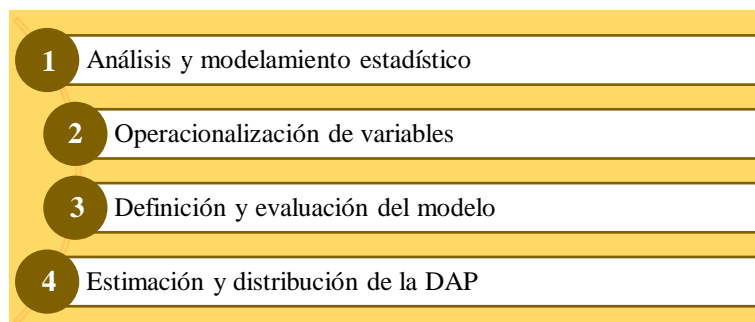 1 Análisis y modelamiento estadístico
2 Operacionalización de variables
3 Definición y evaluación del modelo
4 Estimación y distribución de la DAP